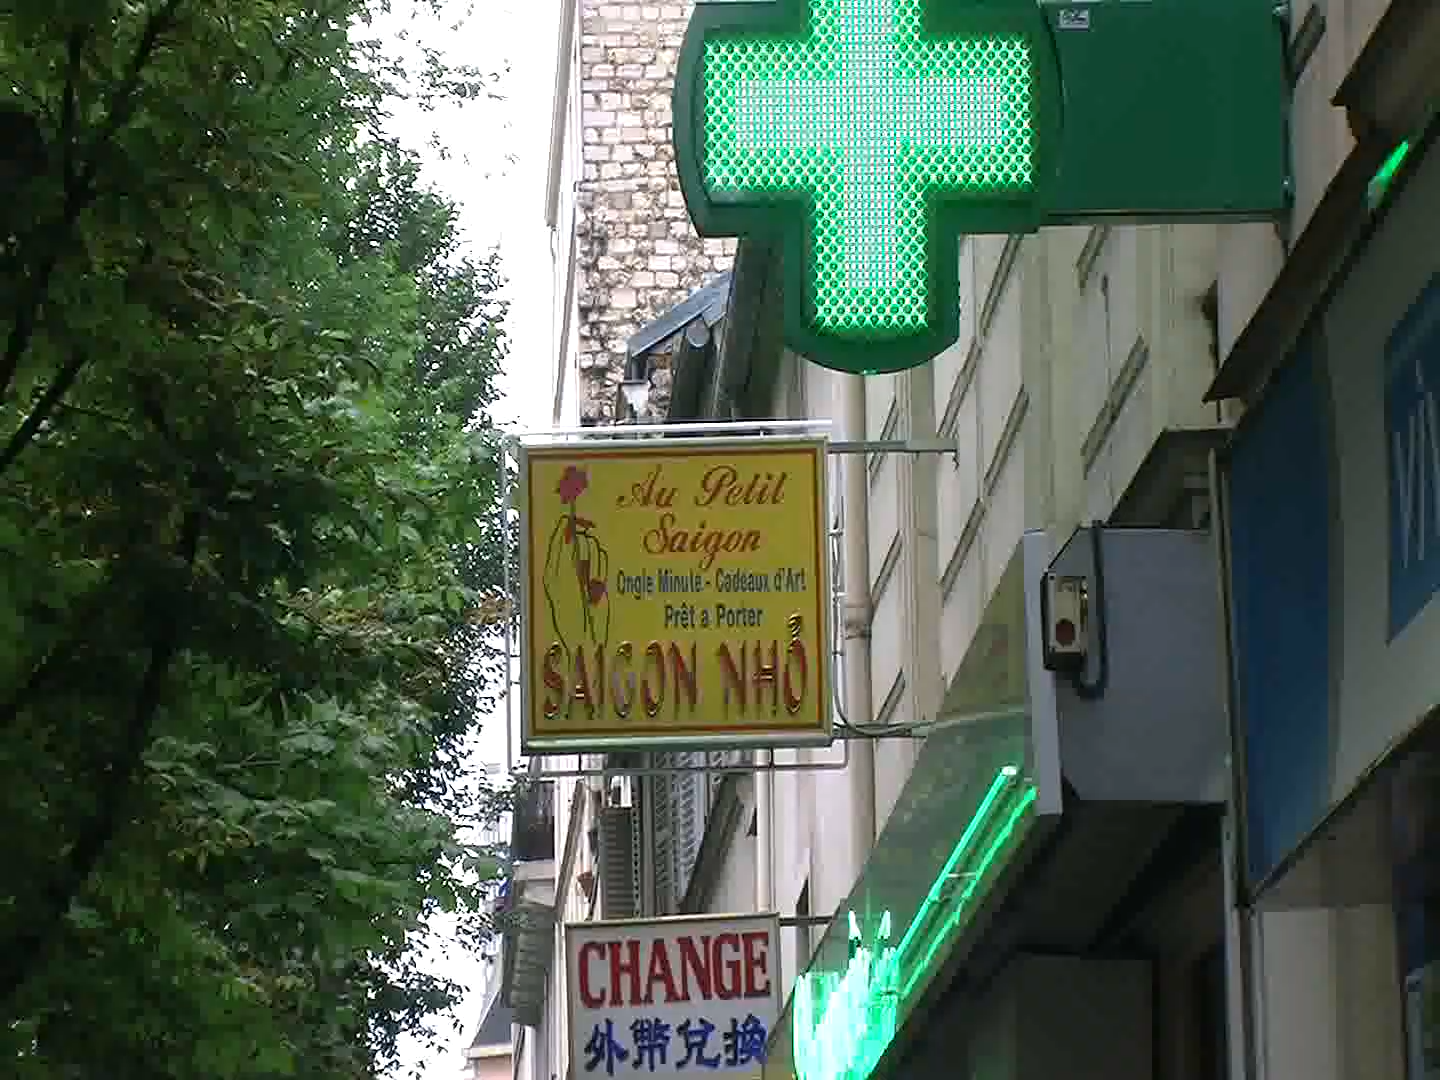 Au Petit
Saigon
Ongle Minute - Cadeaux d'Art
Prêt a Porter
SAIGON NHỎ
CHANGE
外幣兌換